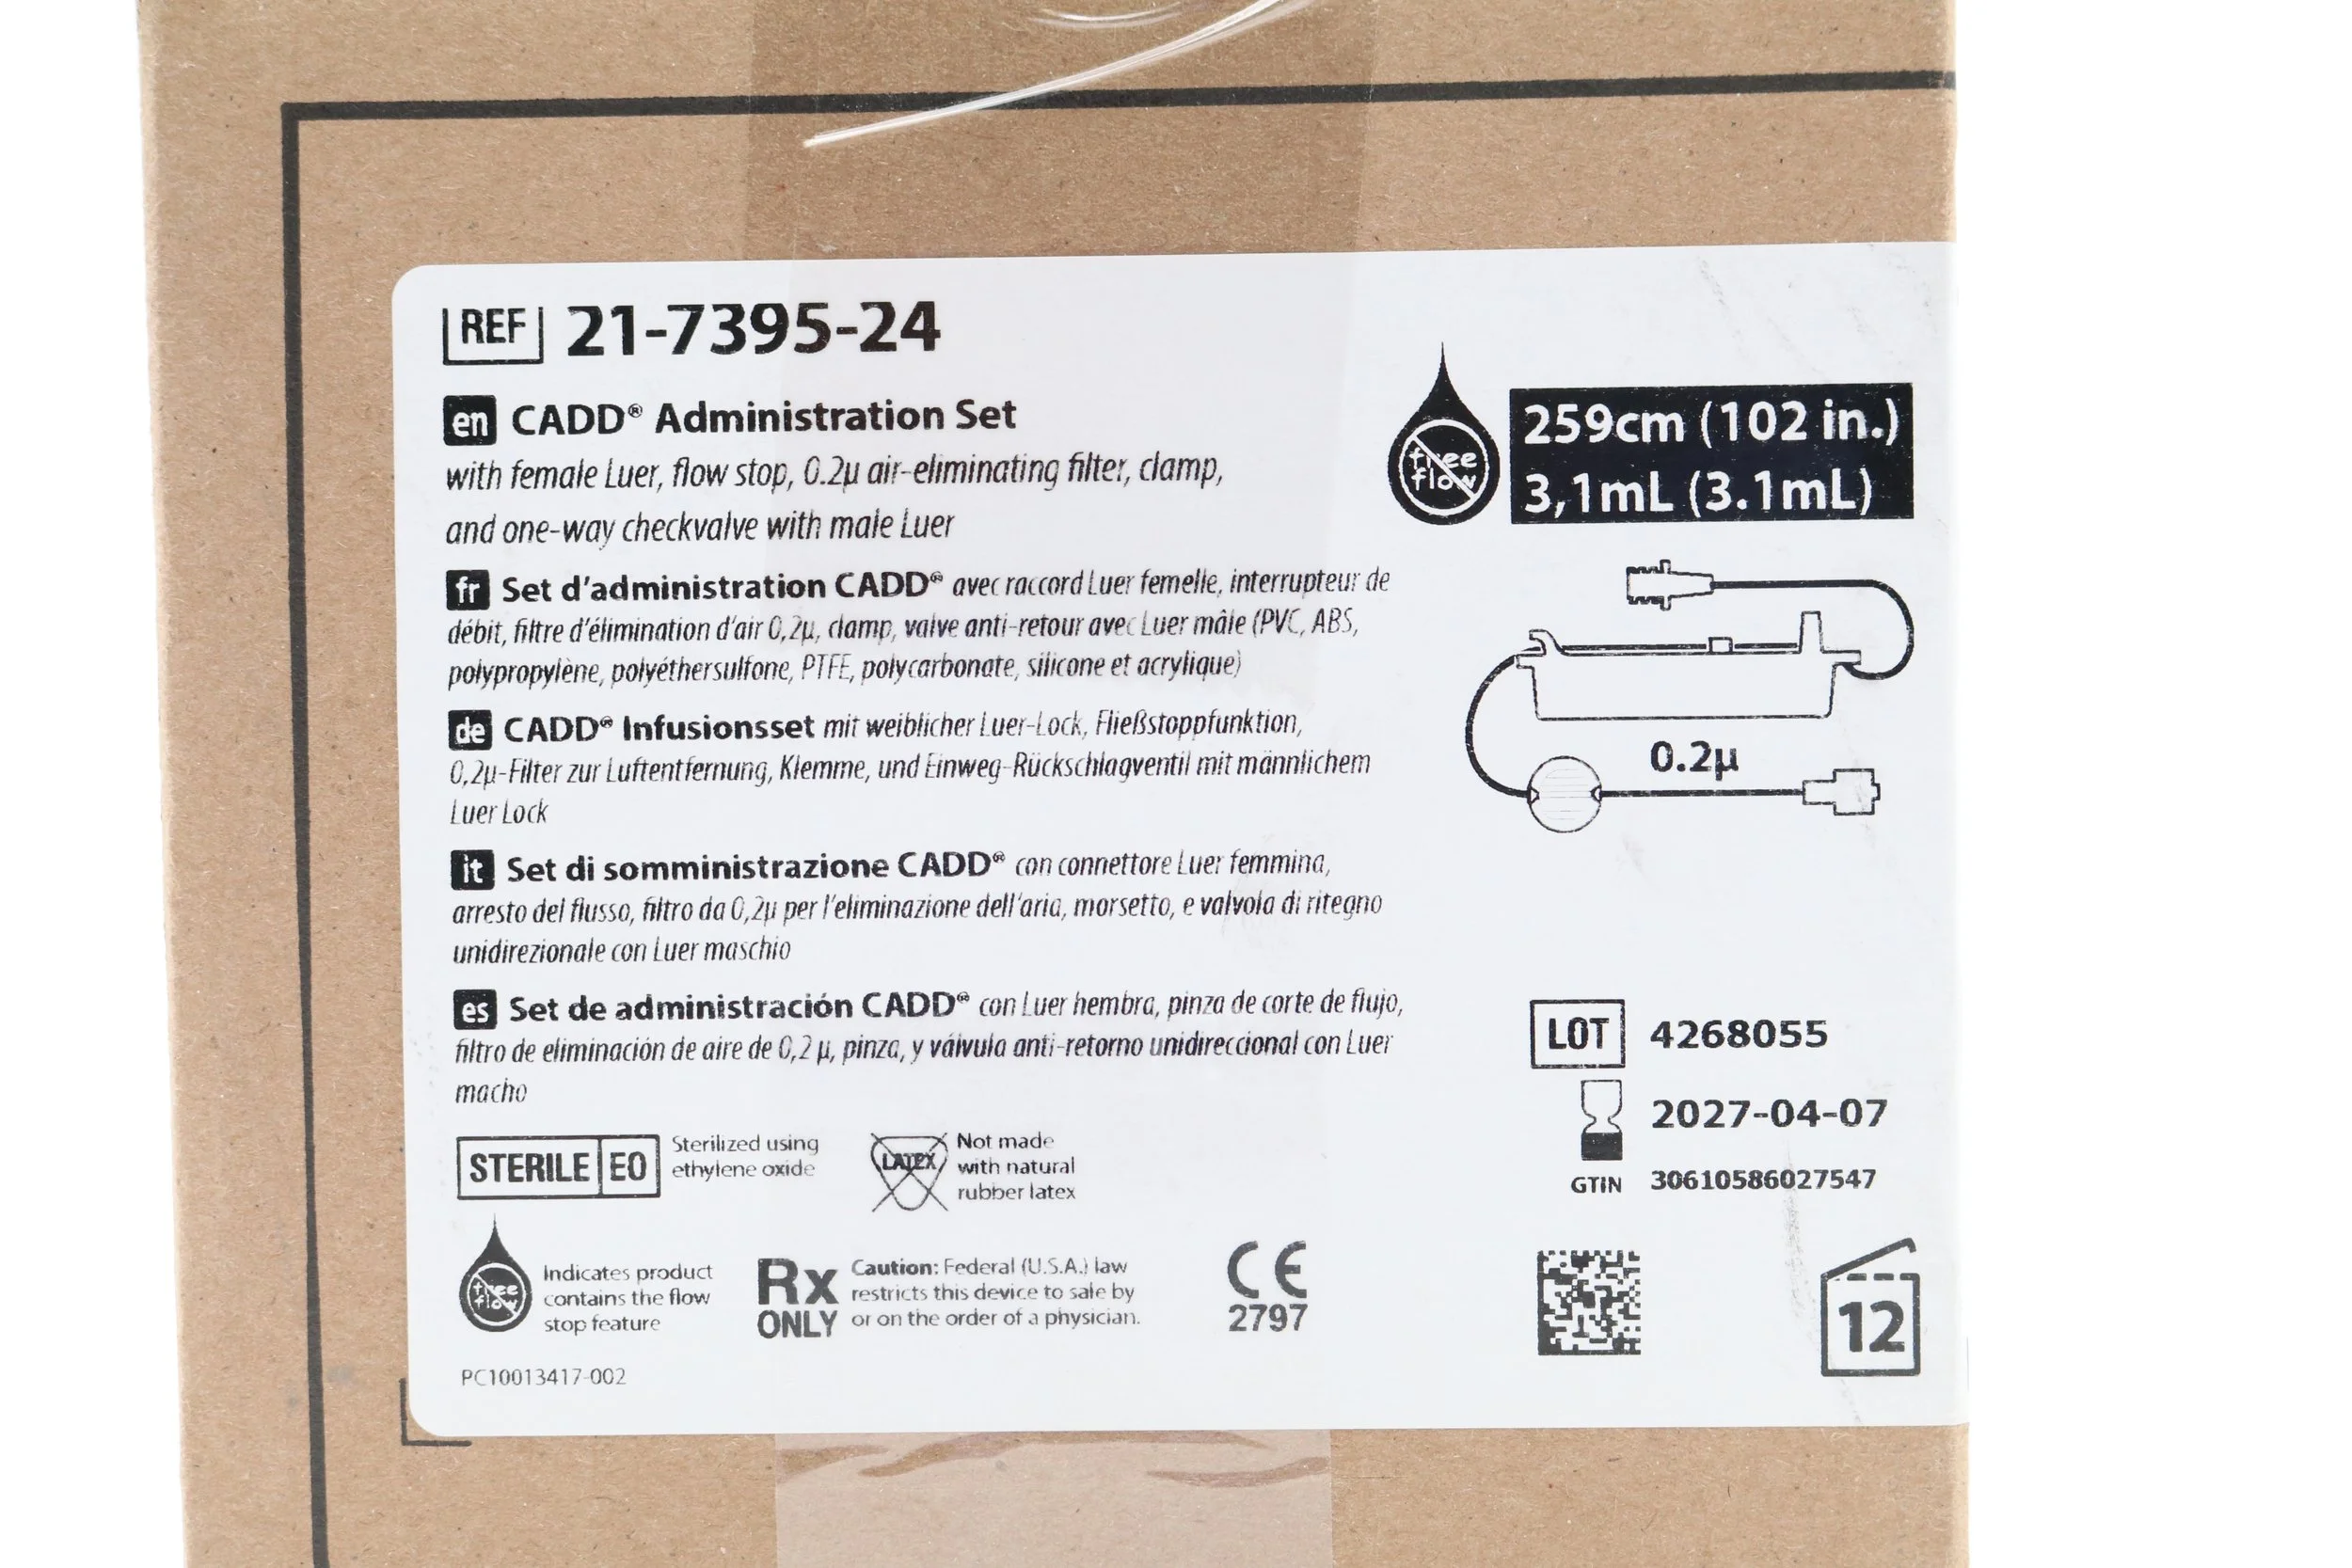 REF 21-7395-24
en CADD® Administration Set
with female Luer, flow stop, 0.2µ air-eliminating filter, clamp,
and one-way checkvalve with male Luer
fr Set d'administration CADD® avec raccord Luer femelle, interrupteur de
débit, filtre d'élimination d'air 0,2µ, clamp, valve anti-retour avec Luer mâle (PVC, ABS,
polypropylène, polyéthersulfone, PTFE, polycarbonate, silicone et acrylique)
de CADD® Infusionsset mit weiblicher Luer-Lock, Fließstoppfunktion,
0,2µ-Filter zur Luftentfernung, Klemme, und Einweg-Rückschlagventil mit männlichem
Luer Lock
it Set di somministrazione CADD® con connettore Luer femmina,
arresto del flusso, filtro da 0,2µ per l'eliminazione dell'aria, morsetto, e valvola di ritegno
unidirezionale con Luer maschio
es Set de administración CADD® con Luer hembra, pinza de corte de flujo,
filtro de eliminación de aire de 0,2 µ, pinza, y válvula anti-retorno unidireccional con Luer
macho
STERILE EO
Sterilized using
ethylene oxide
LATEX
Not made
with natural
rubber latex
free
flow
Indicates product
contains the flow
stop feature
Rx
ONLY
Caution: Federal (U.S.A.) law
restricts this device to sale by
or on the order of a physician.
CE
2797
PC10013417-002
free
flow
259cm (102 in.)
3,1mL (3.1mL)
0.2µ
LOT 4268055
2027-04-07
GTIN 30610586027547
12